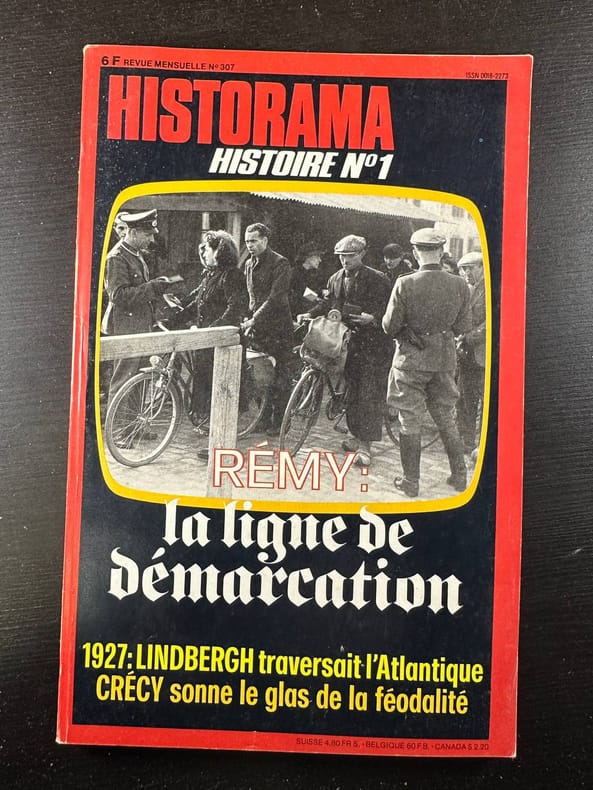 6 F REVUE MENSUELLE N° 307
ISSN 0018-2273
HISTORAMA
HISTOIRE N°1
RÉMY:
la ligne de
démarcation
1927: LINDBERGH traversait l'Atlantique
CRÉCY sonne le glas de la féodalité
SUISSE 4,80 FR S. - BELGIQUE 60 F.B. - CANADA $ 2.20